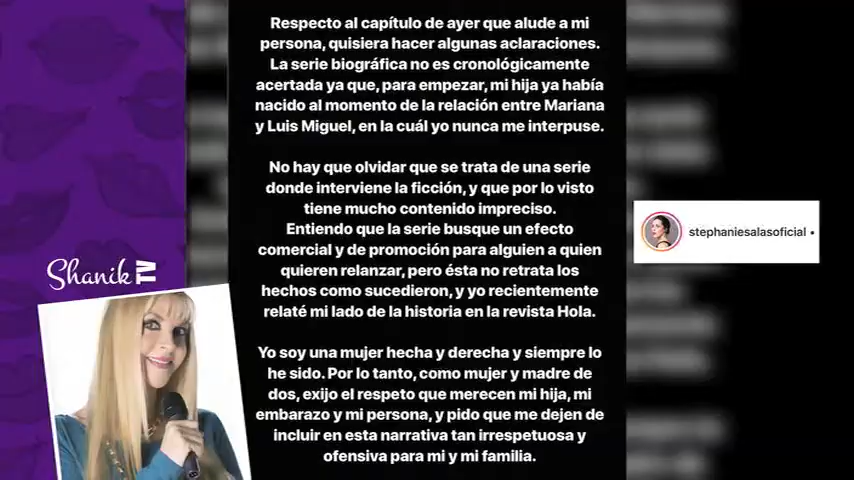 Respecto al capítulo de ayer que alude a mi
persona, quisiera hacer algunas aclaraciones.
La serie biográfica no es cronológicamente
acertada ya que, para empezar, mi hija ya había
nacido al momento de la relación entre Mariana
y Luis Miguel, en la cuál yo nunca me interpuse.
No hay que olvidar que se trata de una serie
donde interviene la ficción, y que por lo visto
tiene mucho contenido impreciso.
Entiendo que la serie busque un efecto
comercial y de promoción para alguien a quien
quieren relanzar, pero ésta no retrata los
hechos como sucedieron, y yo recientemente
relaté mi lado de la historia en la revista Hola.
Yo soy una mujer hecha y derecha y siempre lo
he sido. Por lo tanto, como mujer y madre de
dos, exijo el respeto que merecen mi hija, mi
embarazo y mi persona, y pido que me dejen de
incluir en esta narrativa tan irrespetuosa y
ofensiva para mi y mi familia.
stephaniesalasoficial •
Shanik TV